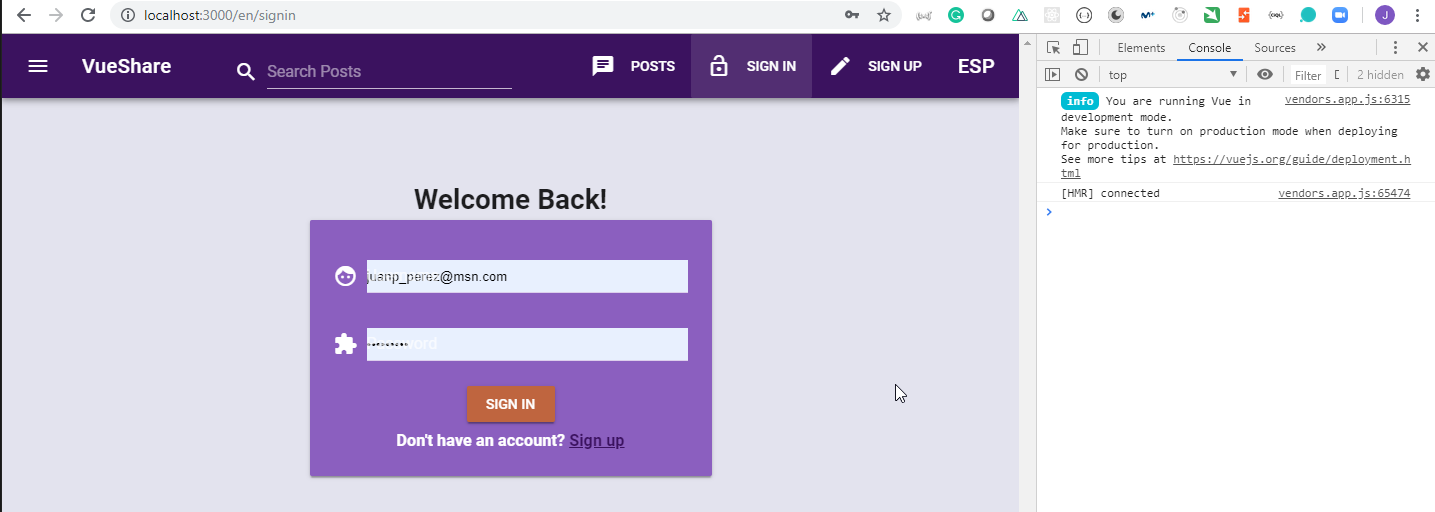 localhost:3000/en/signin
J
VueShare
Search Posts
POSTS
SIGN IN
SIGN UP
ESP
Welcome Back!
juanp_perez@msn.com
Password
SIGN IN
Don't have an account? Sign up
Elements
Console
Sources
»
top
Filter
2 hidden
info You are running Vue in vendors.app.js:6315
development mode.
Make sure to turn on production mode when deploying
for production.
See more tips at https://vuejs.org/guide/deployment.h
tml
[HMR] connected vendors.app.js:65474